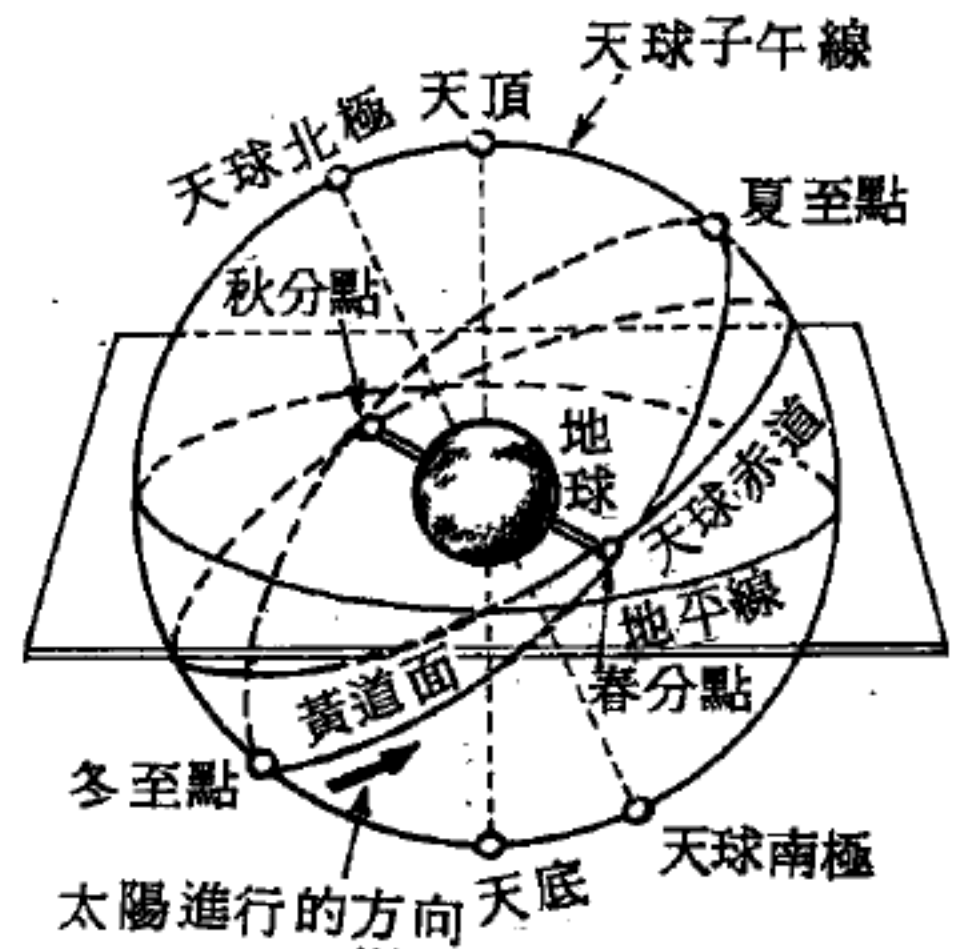 天球子午線
天球北極
天頂
夏至點
秋分點
地球
天球赤道
地平線
黃道面
春分點
冬至點
天球南極
天底
太陽進行的方向